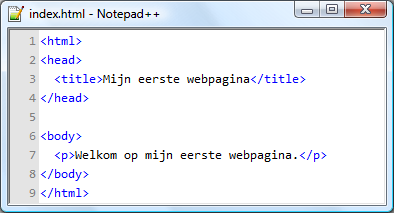 index.html - Notepad++
1 <html>
2 <head>
3   <title>Mijn eerste webpagina</title>
4 </head>
5
6 <body>
7   <p>Welkom op mijn eerste webpagina.</p>
8 </body>
9 </html>